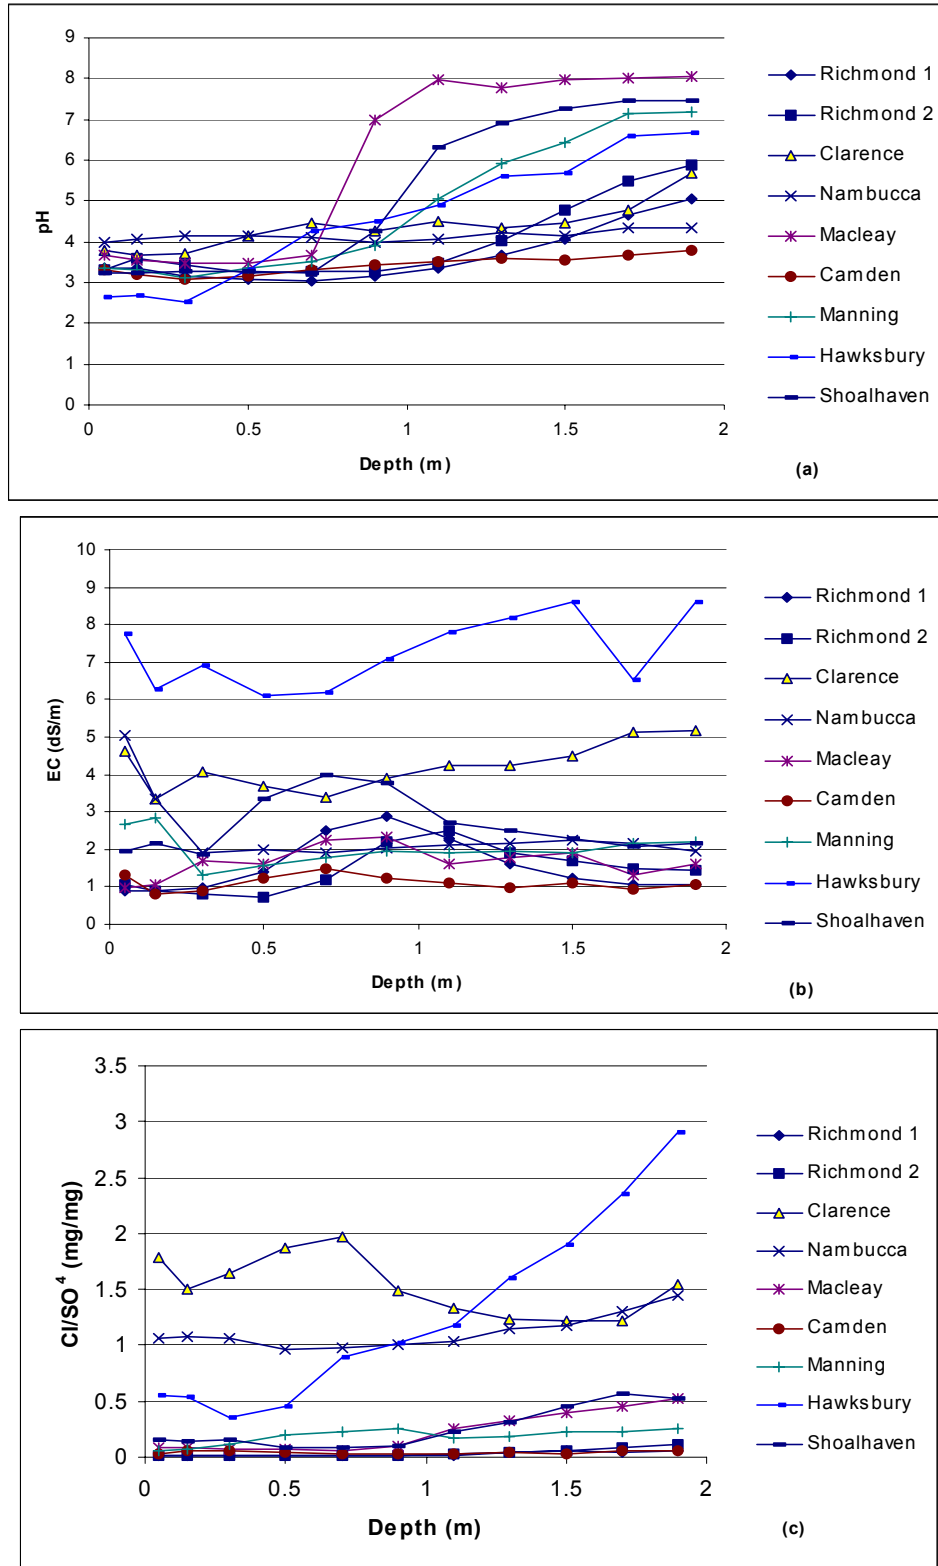 9
8
7
6
5
4
3
2
1
0
pH
0 0.5 1 1.5 2
Depth (m)
(a)
Richmond 1
Richmond 2
Clarence
Nambucca
Macleay
Camden
Manning
Hawksbury
Shoalhaven
10
9
8
7
6
5
4
3
2
1
0
EC (dS/m)
0 0.5 1 1.5 2
Depth (m)
(b)
Richmond 1
Richmond 2
Clarence
Nambucca
Macleay
Camden
Manning
Hawksbury
Shoalhaven
3.5
3
2.5
2
1.5
1
0.5
0
Cl/SO⁴ (mg/mg)
0 0.5 1 1.5 2
Depth (m)
(c)
Richmond 1
Richmond 2
Clarence
Nambucca
Macleay
Camden
Manning
Hawksbury
Shoalhaven